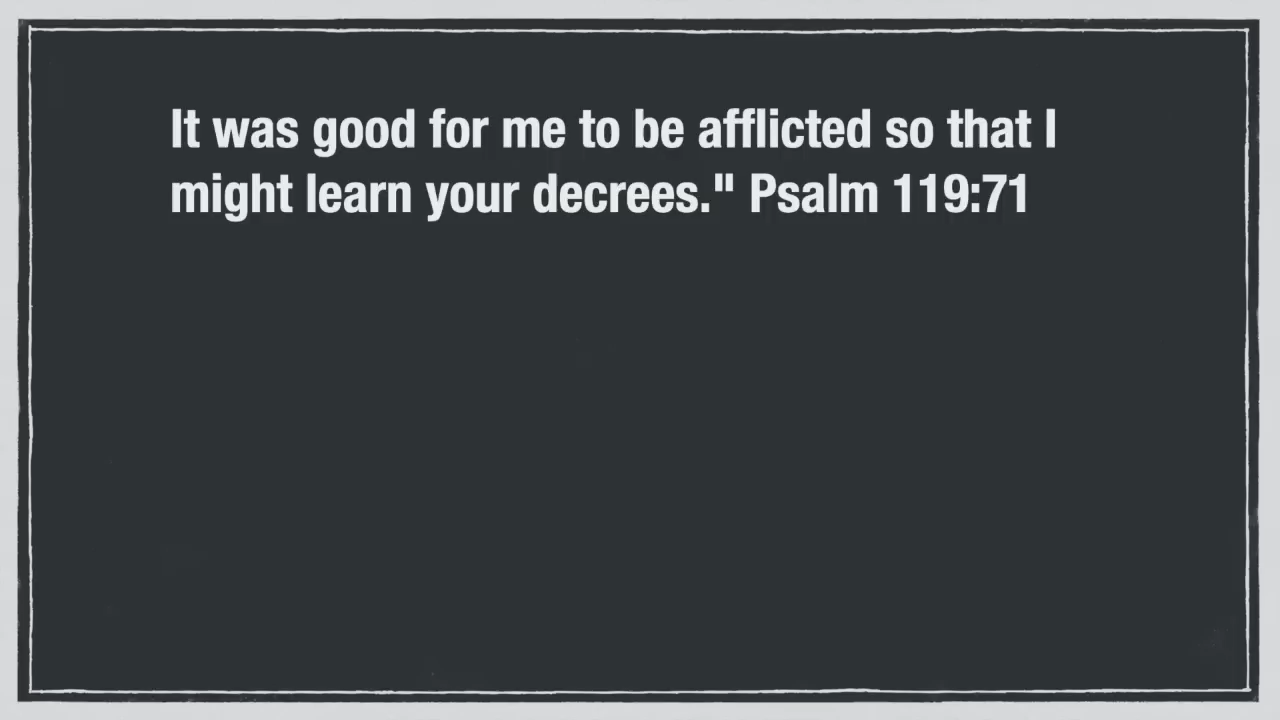 It was good for me to be afflicted so that I
might learn your decrees." Psalm 119:71